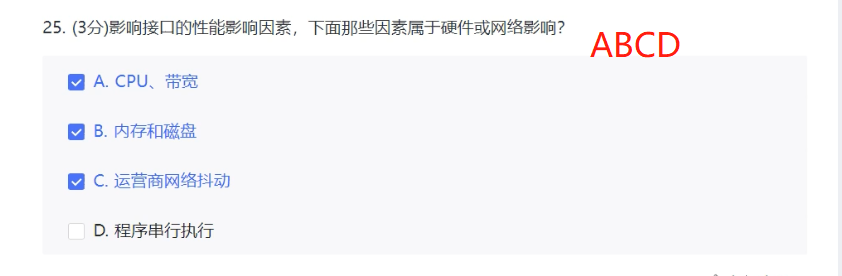 25. (3分)影响接口的性能影响因素，下面那些因素属于硬件或网络影响?
ABCD
A. CPU、带宽
B. 内存和磁盘
C. 运营商网络抖动
D. 程序串行执行